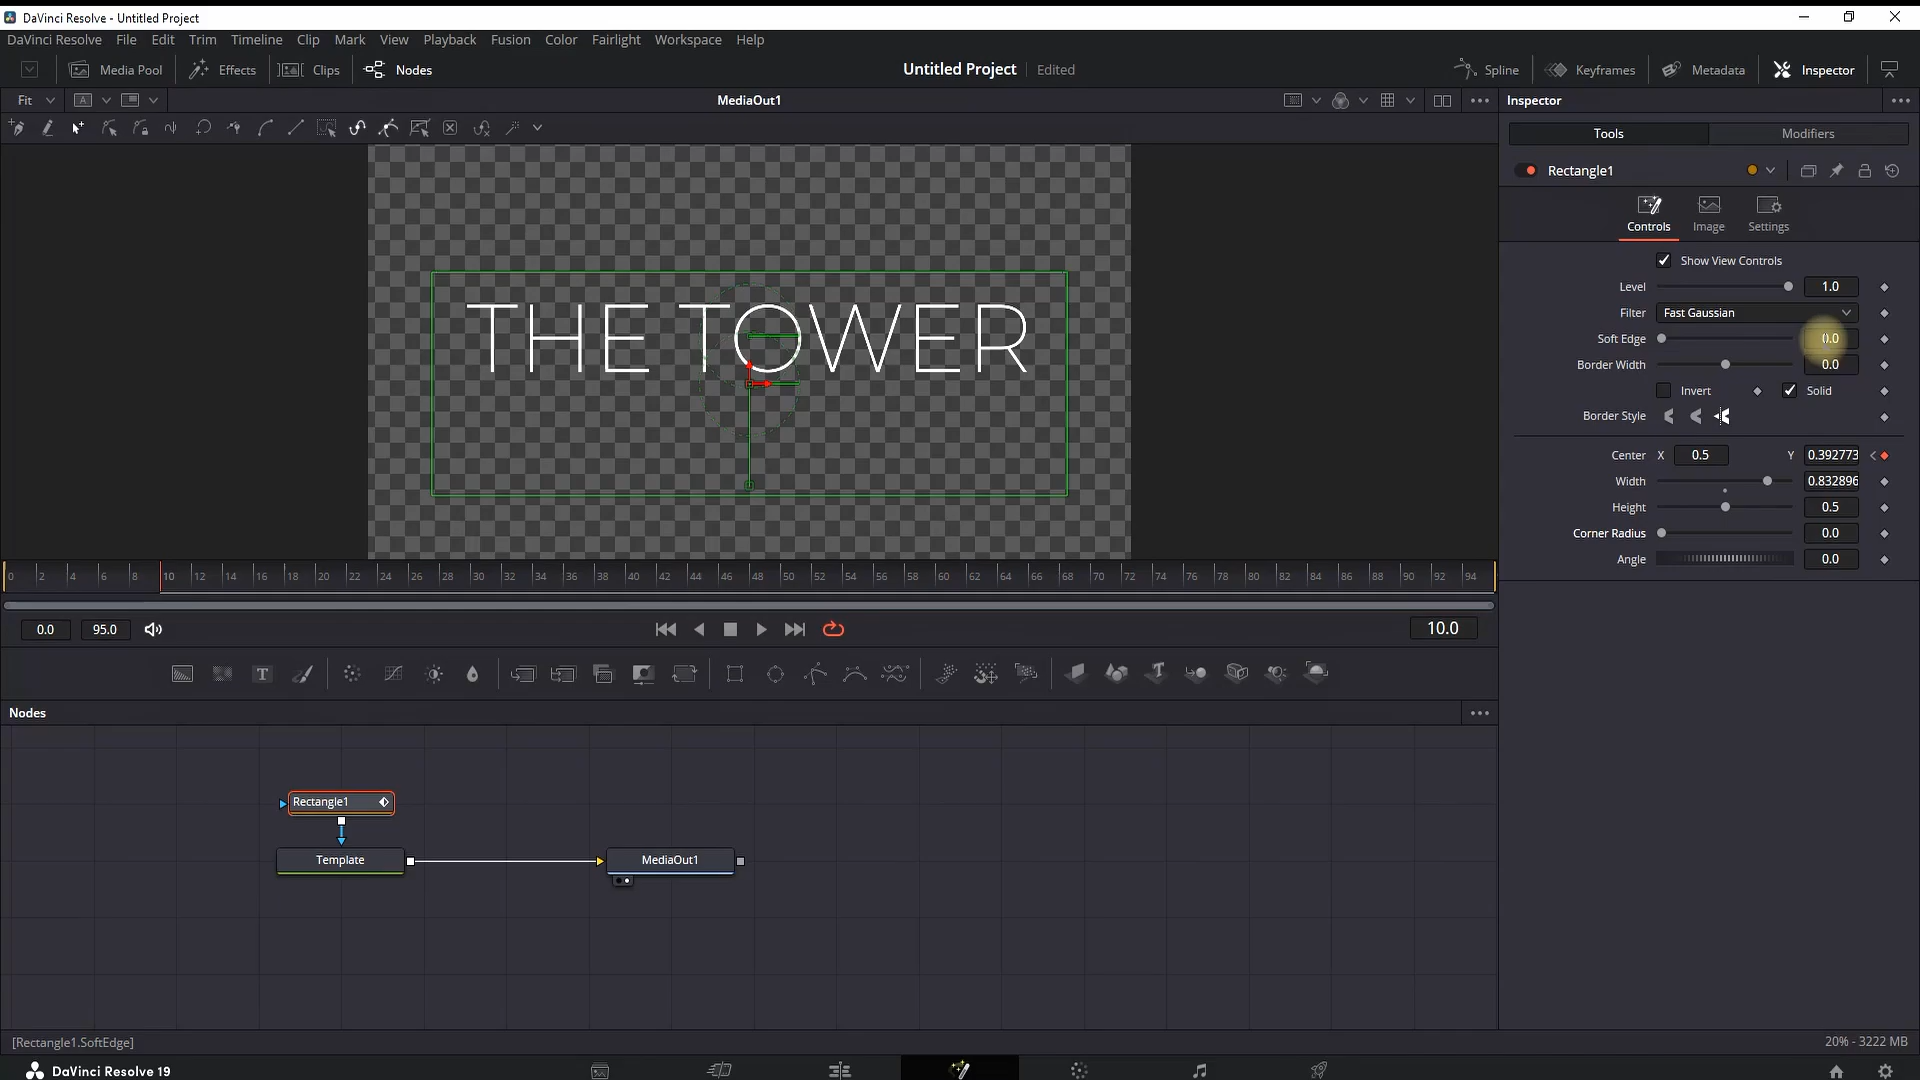 DaVinci Resolve - Untitled Project
DaVinci Resolve File Edit Trim Timeline Clip Mark View Playback Fusion Color Fairlight Workspace Help
Media Pool Effects Clips Nodes Untitled Project Edited Spline Keyframes Metadata Inspector
Fit A MediaOut1 Inspector
Tools Modifiers
Rectangle1
Controls Image Settings
Show View Controls
Level 1.0
Filter Fast Gaussian
Soft Edge 0.0
Border Width 0.0
Invert Solid
Border Style
Center X 0.5 Y 0.392773
Width 0.832896
Height 0.5
Corner Radius 0.0
Angle 0.0
THE TOWER
0 2 4 6 8 10 12 14 16 18 20 22 24 26 28 30 32 34 36 38 40 42 44 46 48 50 52 54 56 58 60 62 64 66 68 70 72 74 76 78 80 82 84 86 88 90 92 94
0.0 95.0 10.0
T T
Nodes
Rectangle1
Template MediaOut1
[Rectangle1.SoftEdge] 20% - 3222 MB
DaVinci Resolve 19